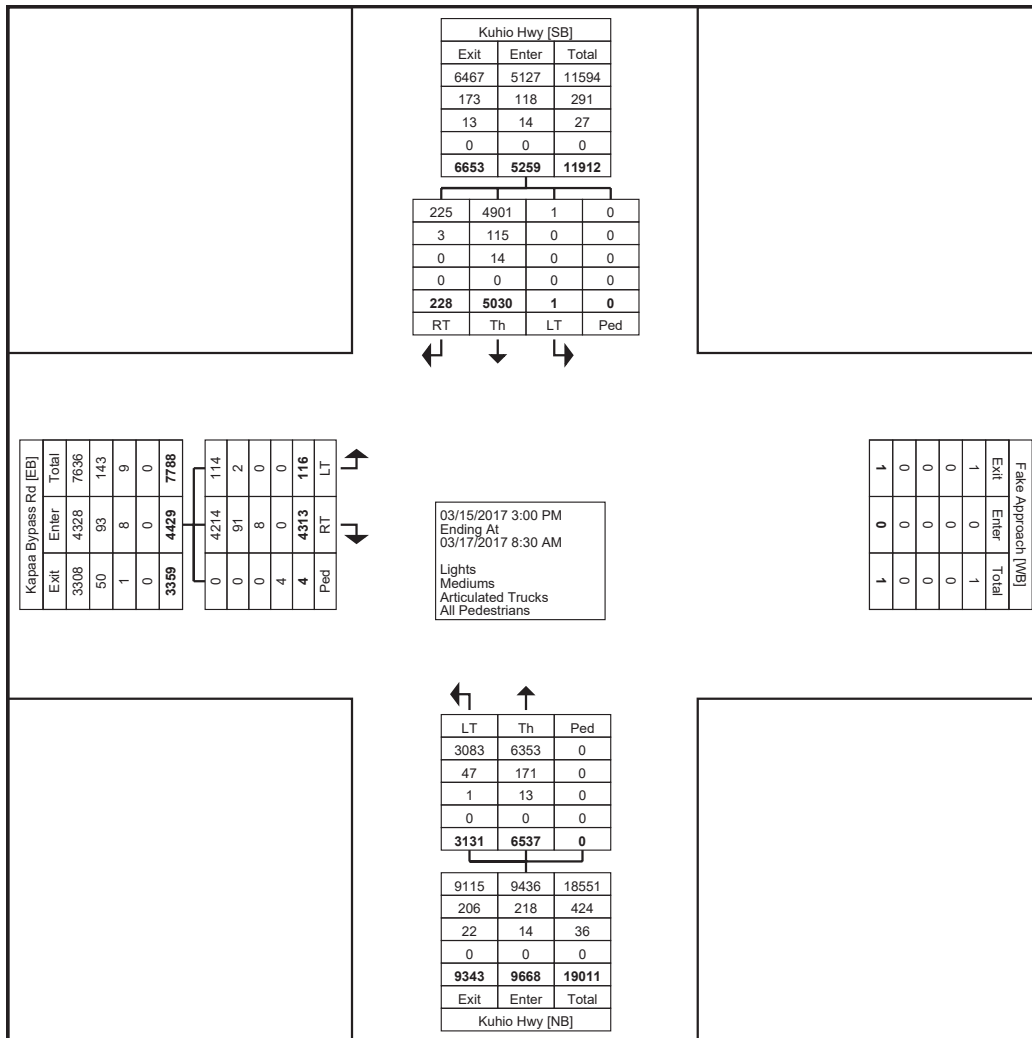 Kuhio Hwy [SB]
Exit Enter Total
6467 5127 11594
173 118 291
13 14 27
0 0 0
6653 5259 11912
225 4901 1 0
3 115 0 0
0 14 0 0
0 0 0 0
228 5030 1 0
RT Th LT Ped
Kapaa Bypass Rd [EB]
Exit Enter Total
3308 4328 7636
50 93 143
1 8 9
0 0 0
3359 4429 7788
0 4214 114
0 91 2
0 8 0
4 0 0
4 4313 116
Ped RT LT
03/15/2017 3:00 PM
Ending At
03/17/2017 8:30 AM
Lights
Mediums
Articulated Trucks
All Pedestrians
Fake Approach [WB]
Exit Enter Total
1 0 1
0 0 0
0 0 0
0 0 0
1 0 1
LT Th Ped
3083 6353 0
47 171 0
1 13 0
0 0 0
3131 6537 0
9115 9436 18551
206 218 424
22 14 36
0 0 0
9343 9668 19011
Exit Enter Total
Kuhio Hwy [NB]